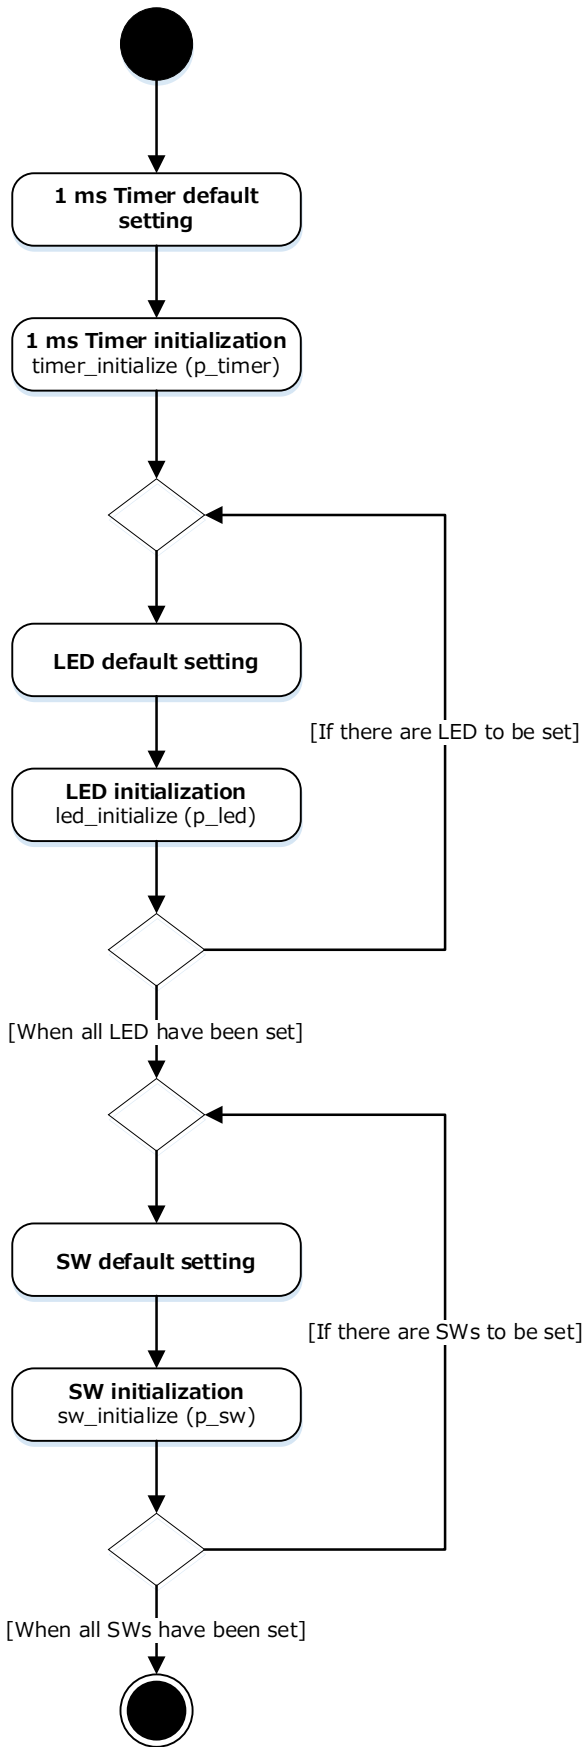 1 ms Timer default
setting
1 ms Timer initialization
timer_initialize (p_timer)
LED default setting
[If there are LED to be set]
LED initialization
led_initialize (p_led)
[When all LED have been set]
SW default setting
[If there are SWs to be set]
SW initialization
sw_initialize (p_sw)
[When all SWs have been set]